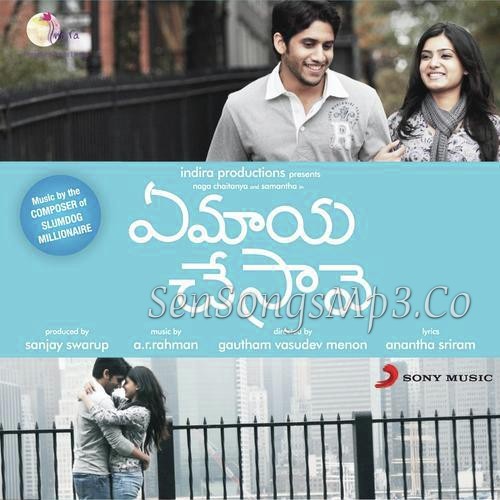 Indira
indira productions presents
naga chaitanya and samantha in
Music by the
COMPOSER of
SLUMDOG
MILLIONAIRE
ఏమాయ
చేసావె
SenSongsMp3.Co
produced by
sanjay swarup
music by
a.r.rahman
directed by
gautham vasudev menon
lyrics
anantha sriram
SONY MUSIC